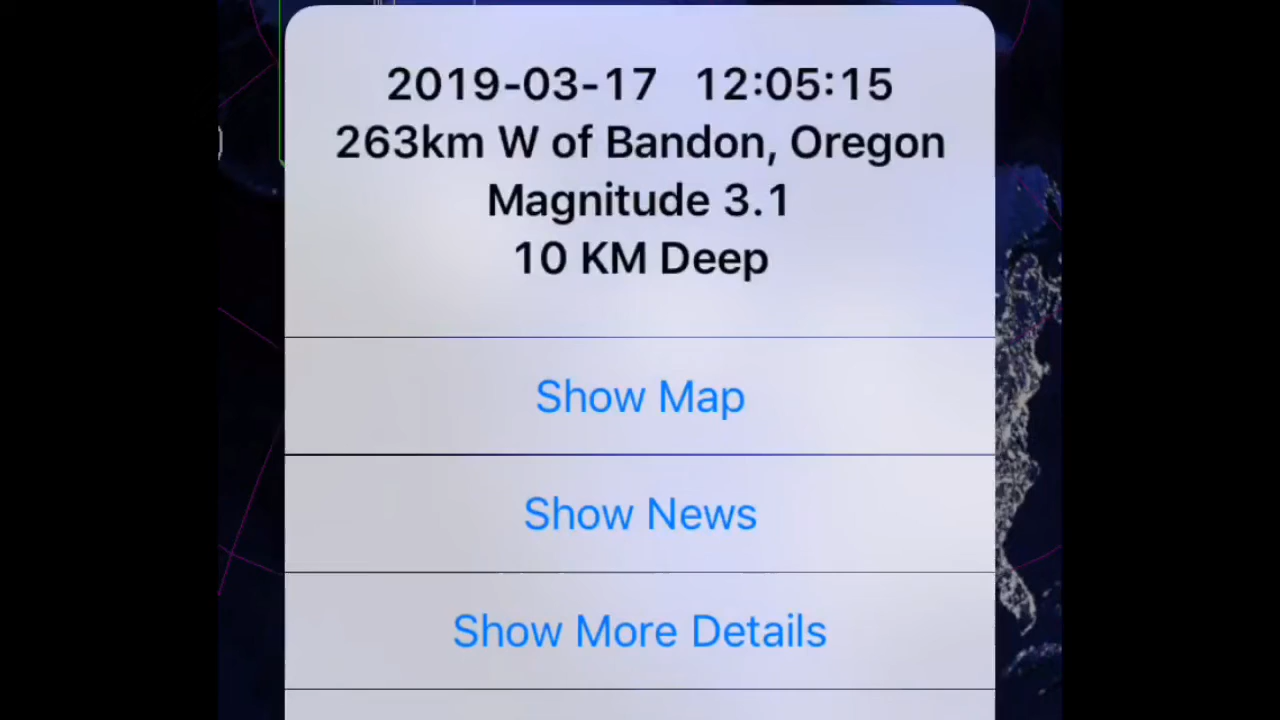 2019-03-17 12:05:15
263km W of Bandon, Oregon
Magnitude 3.1
10 KM Deep
Show Map
Show News
Show More Details